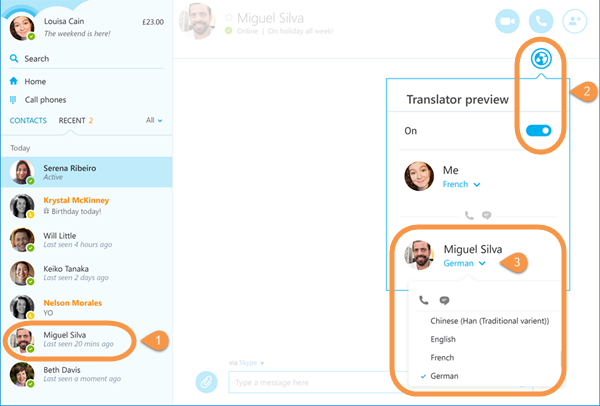 Louisa Cain £23.00
The weekend is here!
Search
Home
Call phones
CONTACTS RECENT 2 All
Today
Serena Ribeiro
Active
Krystal McKinney
Birthday today!
Will Little
Last seen 4 hours ago
Keiko Tanaka
Last seen 2 days ago
Nelson Morales
YO
Miguel Silva
Last seen 20 mins ago
1
Beth Davis
Last seen a moment ago
Miguel Silva
Online | On holiday all week!
2
Translator preview
On
Me
French
Miguel Silva
German
3
Chinese (Han (Traditional varient))
English
French
German
via Skype
Type a message here